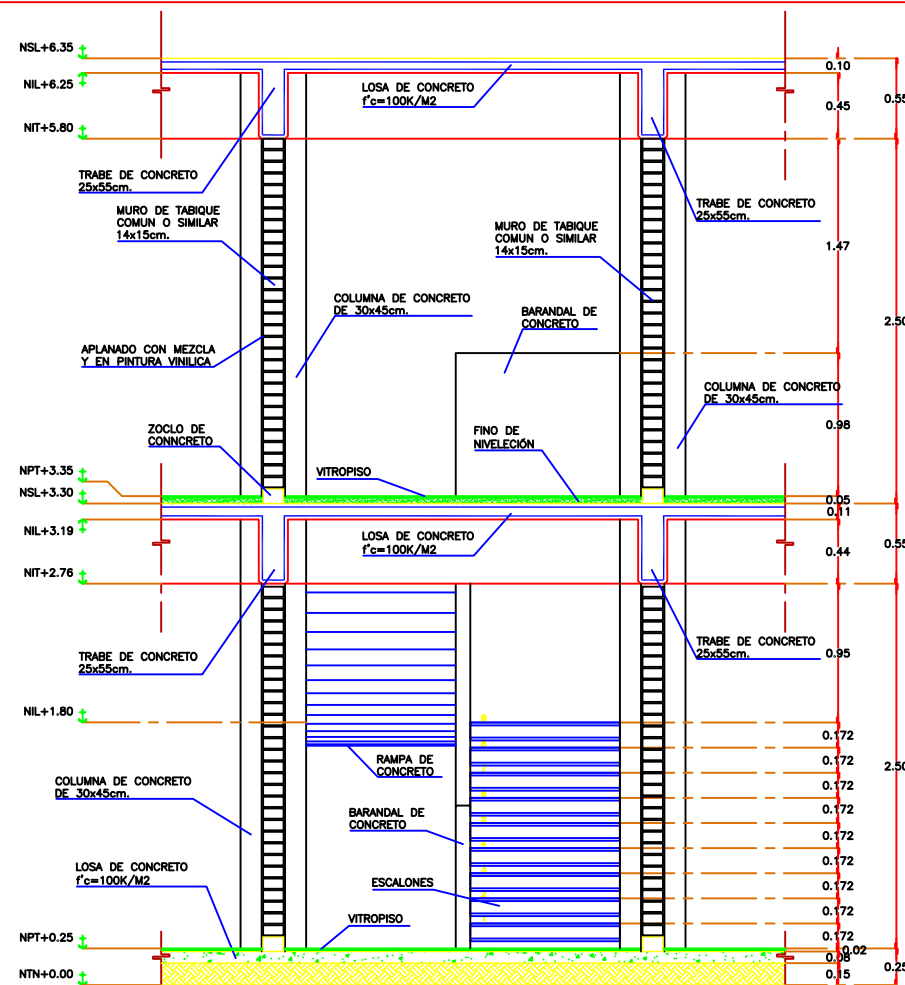 NSL+6.35
NIL+6.25
NIT+5.80
LOSA DE CONCRETO
f'c=100K/M2
0.10
0.45
0.55
TRABE DE CONCRETO
25x55cm.
MURO DE TABIQUE
COMUN O SIMILAR
14x15cm.
TRABE DE CONCRETO
25x55cm.
MURO DE TABIQUE
COMUN O SIMILAR
14x15cm.
1.47
COLUMNA DE CONCRETO
DE 30x45cm.
BARANDAL DE
CONCRETO
2.50
APLANADO CON MEZCLA
Y EN PINTURA VINILICA
COLUMNA DE CONCRETO
DE 30x45cm.
0.98
ZOCLO DE
CONNCRETO
FINO DE
NIVELECIÓN
VITROPISO
NPT+3.35
NSL+3.30
NIL+3.19
NIT+2.76
0.05
0.11
LOSA DE CONCRETO
f'c=100K/M2
0.44
0.55
TRABE DE CONCRETO
25x55cm.
TRABE DE CONCRETO
25x55cm.
0.95
NIL+1.80
RAMPA DE
CONCRETO
COLUMNA DE CONCRETO
DE 30x45cm.
BARANDAL DE
CONCRETO
0.172
0.172
0.172
0.172
0.172
0.172
0.172
0.172
0.172
2.50
LOSA DE CONCRETO
f'c=100K/M2
ESCALONES
VITROPISO
NPT+0.25
NTN+0.00
0.02
0.08
0.15
0.25